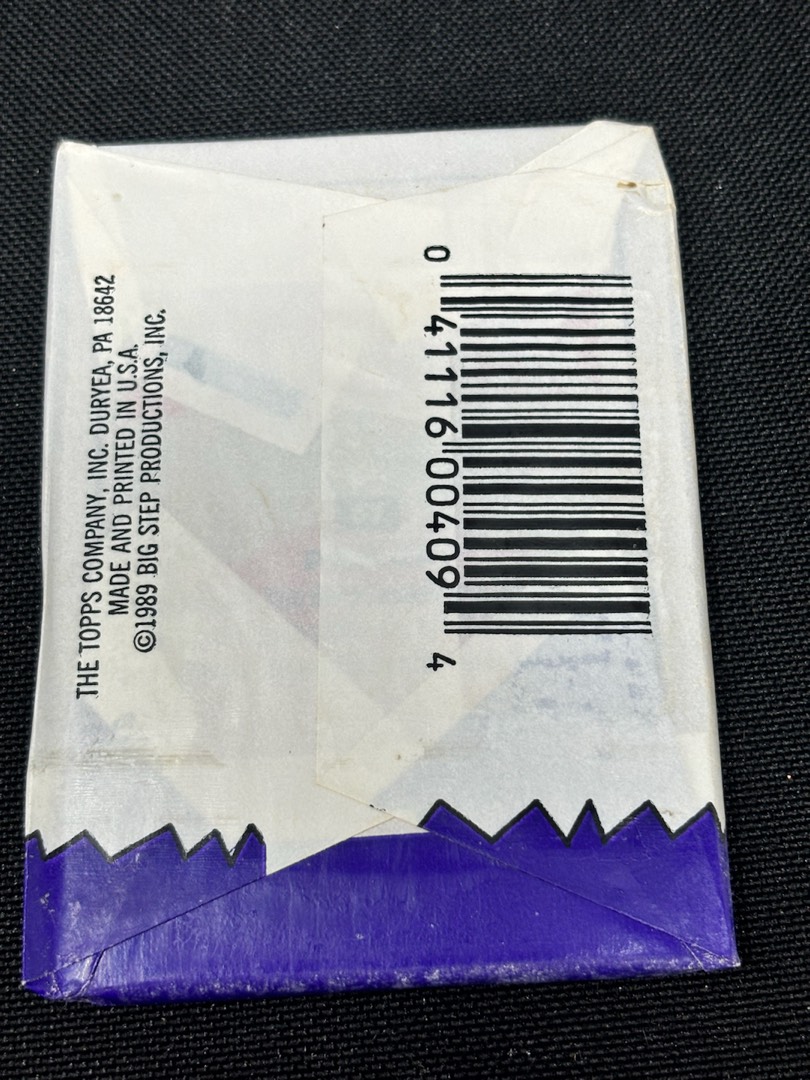 THE TOPPS COMPANY, INC. DURYEA, PA 18642
MADE AND PRINTED IN U.S.A.
©1989 BIG STEP PRODUCTIONS, INC.
0 41116 00409 4